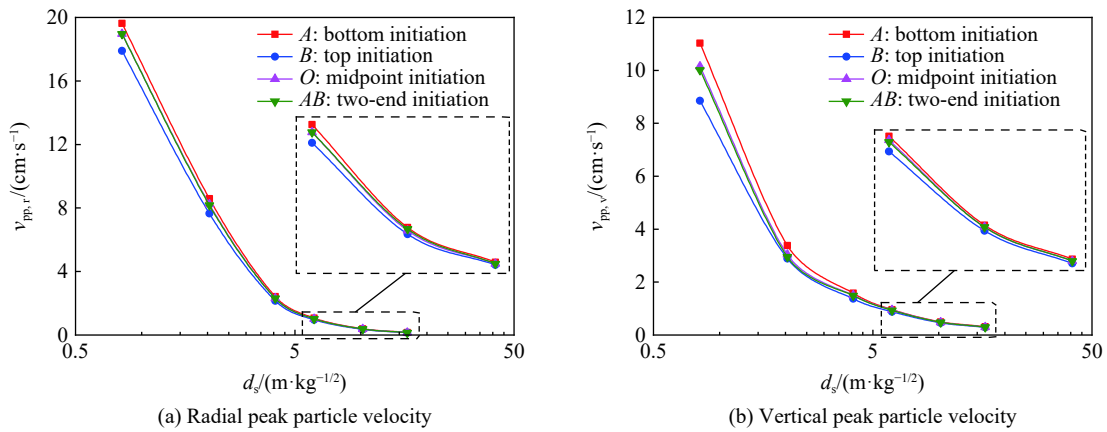 20
16
12
8
4
0
v_pp,r/(cm·s⁻¹)
A: bottom initiation
B: top initiation
O: midpoint initiation
AB: two-end initiation
0.5
5
50
d_s/(m·kg⁻¹/²)
(a) Radial peak particle velocity
12
10
8
6
4
2
0
v_pp,v/(cm·s⁻¹)
A: bottom initiation
B: top initiation
O: midpoint initiation
AB: two-end initiation
0.5
5
50
d_s/(m·kg⁻¹/²)
(b) Vertical peak particle velocity